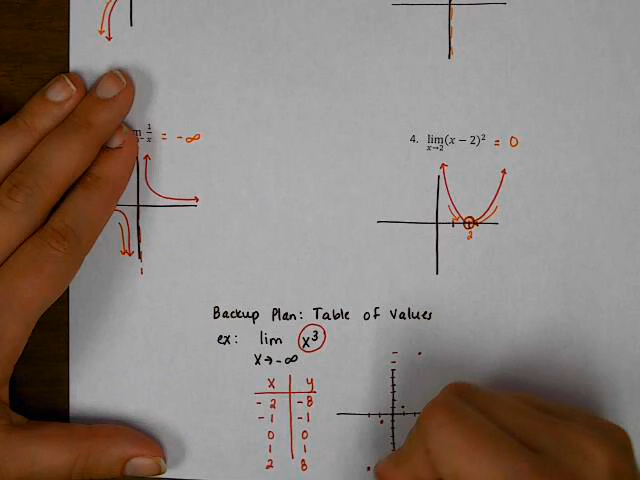 1/x = -∞
4. lim (x − 2)² = 0
x→2
2
Backup Plan: Table of Values
ex: lim x³
x → -∞
x y
-2 -8
-1 -1
0 0
1 1
2 8